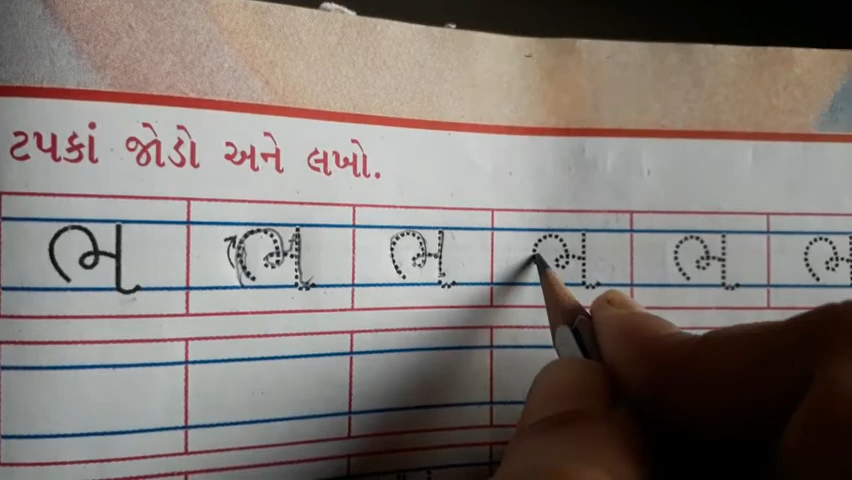 ટપકાં જોડો અને લખો.
ભ ભ ભ ભ ભ ભ